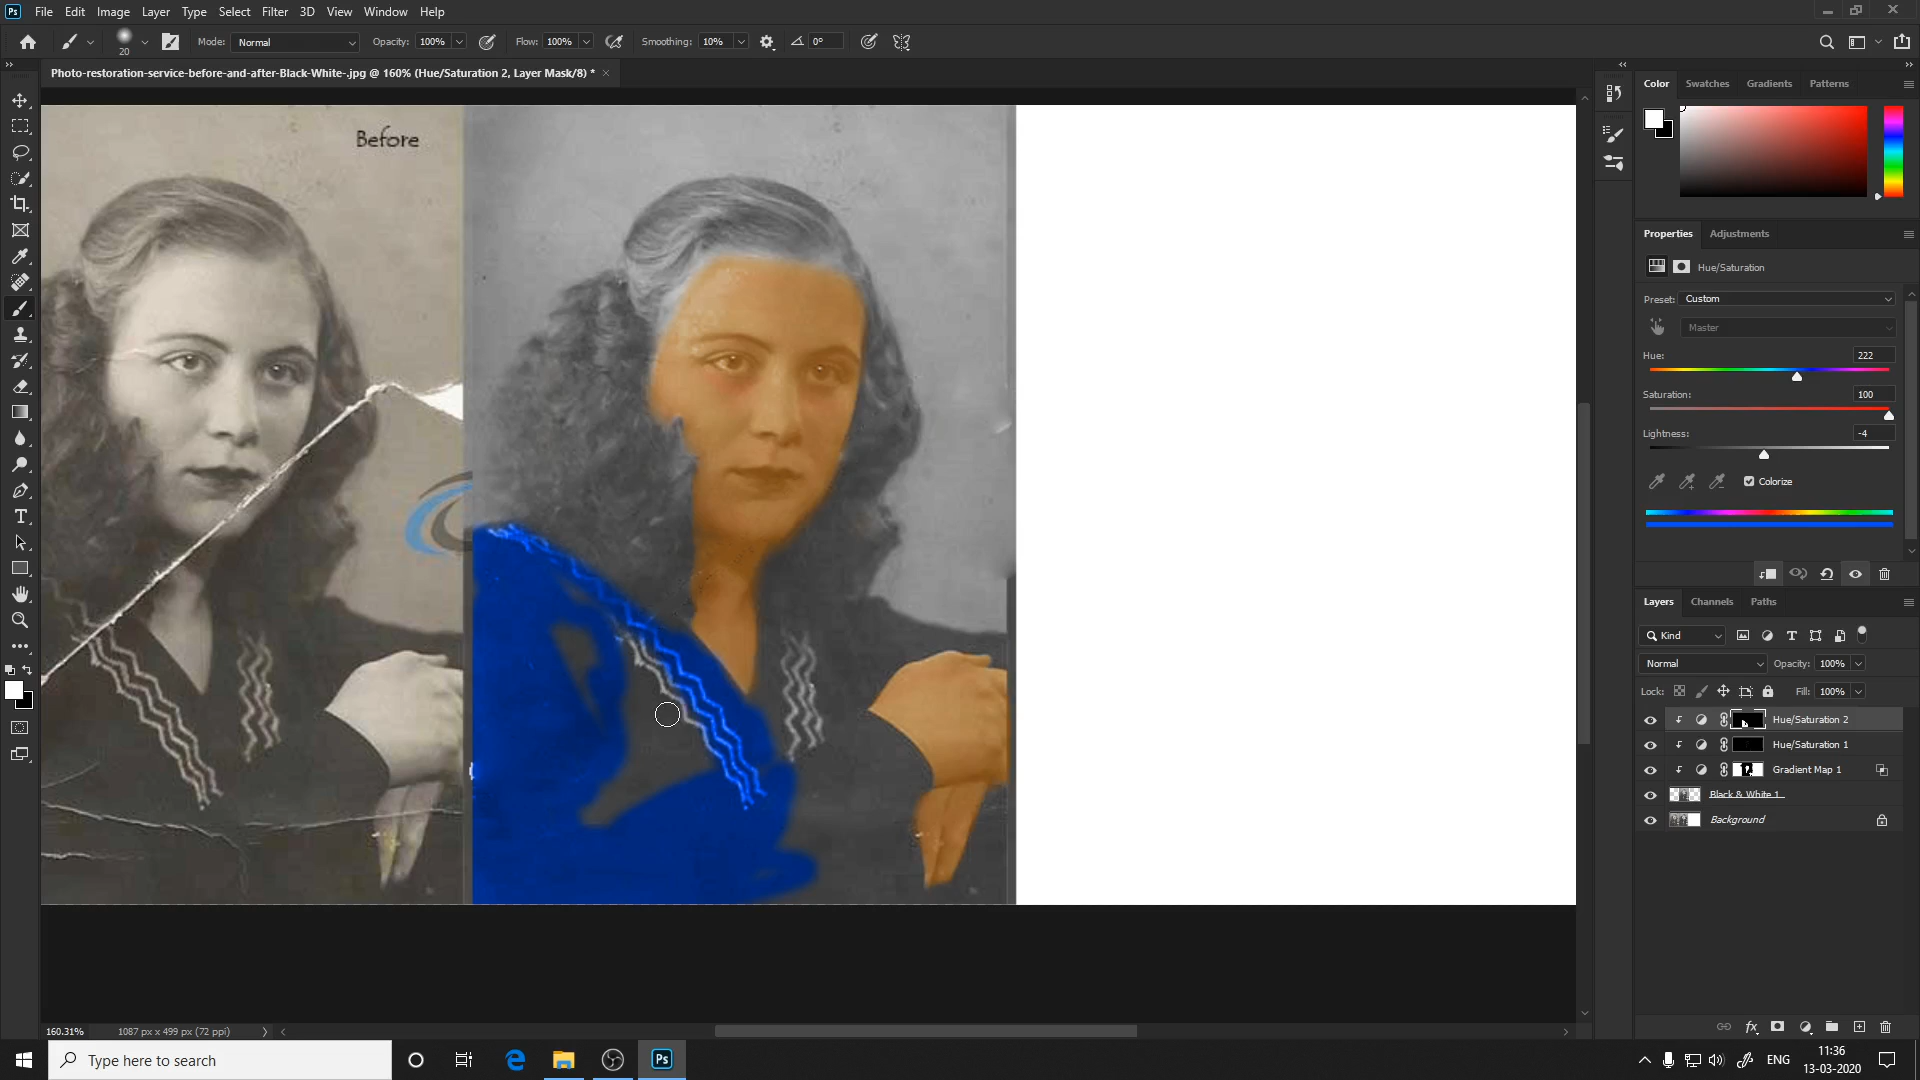 Ps File Edit Image Layer Type Select Filter 3D View Window Help
20 Mode: Normal Opacity: 100% Flow: 100% Smoothing: 10% 0°
Photo-restoration-service-before-and-after-Black-White-.jpg @ 160% (Hue/Saturation 2, Layer Mask/8) * ×
Before
Color Swatches Gradients Patterns
Properties Adjustments
Hue/Saturation
Preset: Custom
Master
Hue: 222
Saturation: 100
Lightness: -4
Colorize
Layers Channels Paths
Kind
Normal Opacity: 100%
Lock: Fill: 100%
Hue/Saturation 2
Hue/Saturation 1
Gradient Map 1
Black & White 1
Background
160.31% 1087 px x 499 px (72 ppi)
Type here to search
Ps
ENG
11:36
13-03-2020